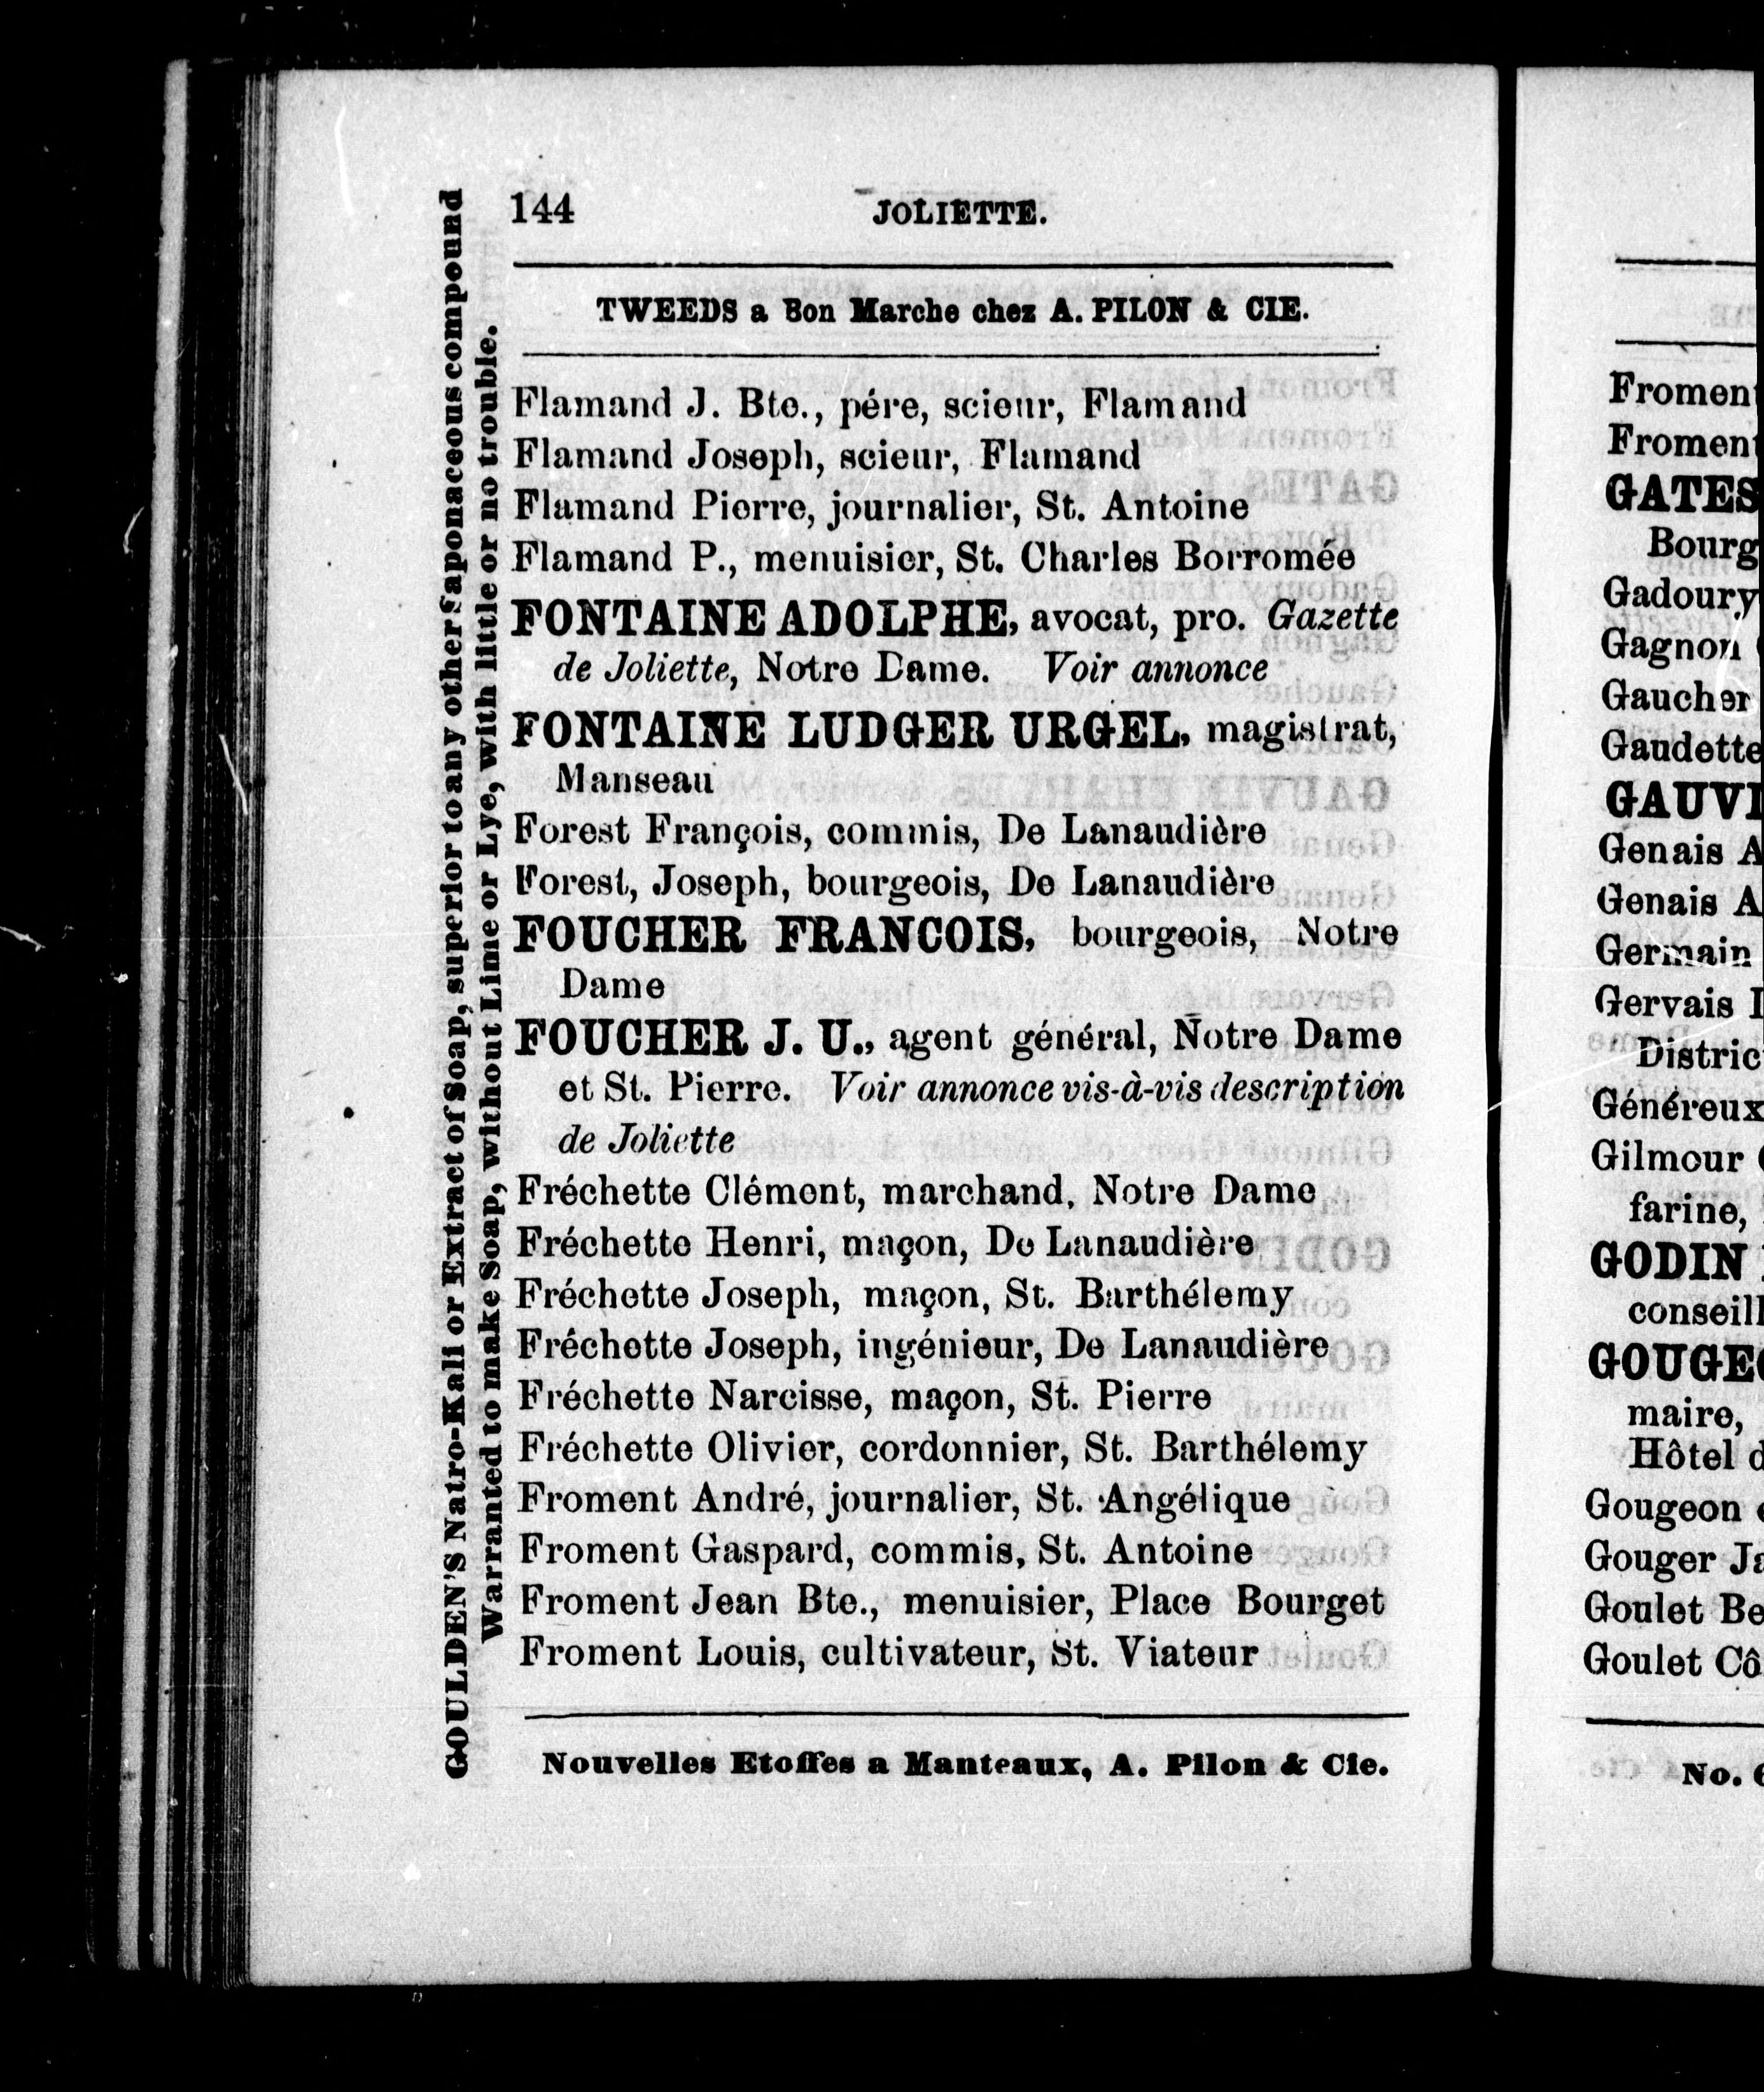 144
JOLIETTE.
TWEEDS a Bon Marche chez A. PILON & CIE.
Flamand J. Bte., pére, scieur, Flamand
Flamand Joseph, scieur, Flamand
Flamand Pierre, journalier, St. Antoine
Flamand P., menuisier, St. Charles Borromée
FONTAINE ADOLPHE, avocat, pro. Gazette
de Joliette, Notre Dame. Voir annonce
FONTAINE LUDGER URGEL, magistrat,
Manseau
Forest François, commis, De Lanaudière
Forest, Joseph, bourgeois, De Lanaudière
FOUCHER FRANCOIS, bourgeois, Notre
Dame
FOUCHER J. U., agent général, Notre Dame
et St. Pierre. Voir annonce vis-à-vis description
de Joliette
Fréchette Clément, marchand, Notre Dame
Fréchette Henri, maçon, De Lanaudière
Fréchette Joseph, maçon, St. Barthélemy
Fréchette Joseph, ingénieur, De Lanaudière
Fréchette Narcisse, maçon, St. Pierre
Fréchette Olivier, cordonnier, St. Barthélemy
Froment André, journalier, St. Angélique
Froment Gaspard, commis, St. Antoine
Froment Jean Bte., menuisier, Place Bourget
Froment Louis, cultivateur, St. Viateur
Nouvelles Etoffes a Manteaux, A. Pilon & Cie.
GOULDEN'S Natro-Kali or Extract of Soap, superior to any other Saponaceous compound
Warranted to make Soap, without Lime or Lye, with little or no trouble.
Froment
Froment
GATES
Bourg
Gadoury
Gagnon
Gaucher
Gaudette
GAUVI
Genais A
Genais A
Germain
Gervais
Distric
Généreux
Gilmour
farine,
GODIN
conseill
GOUGEO
maire,
Hôtel d
Gougeon
Gouger Ja
Goulet Be
Goulet Cô
No. 6